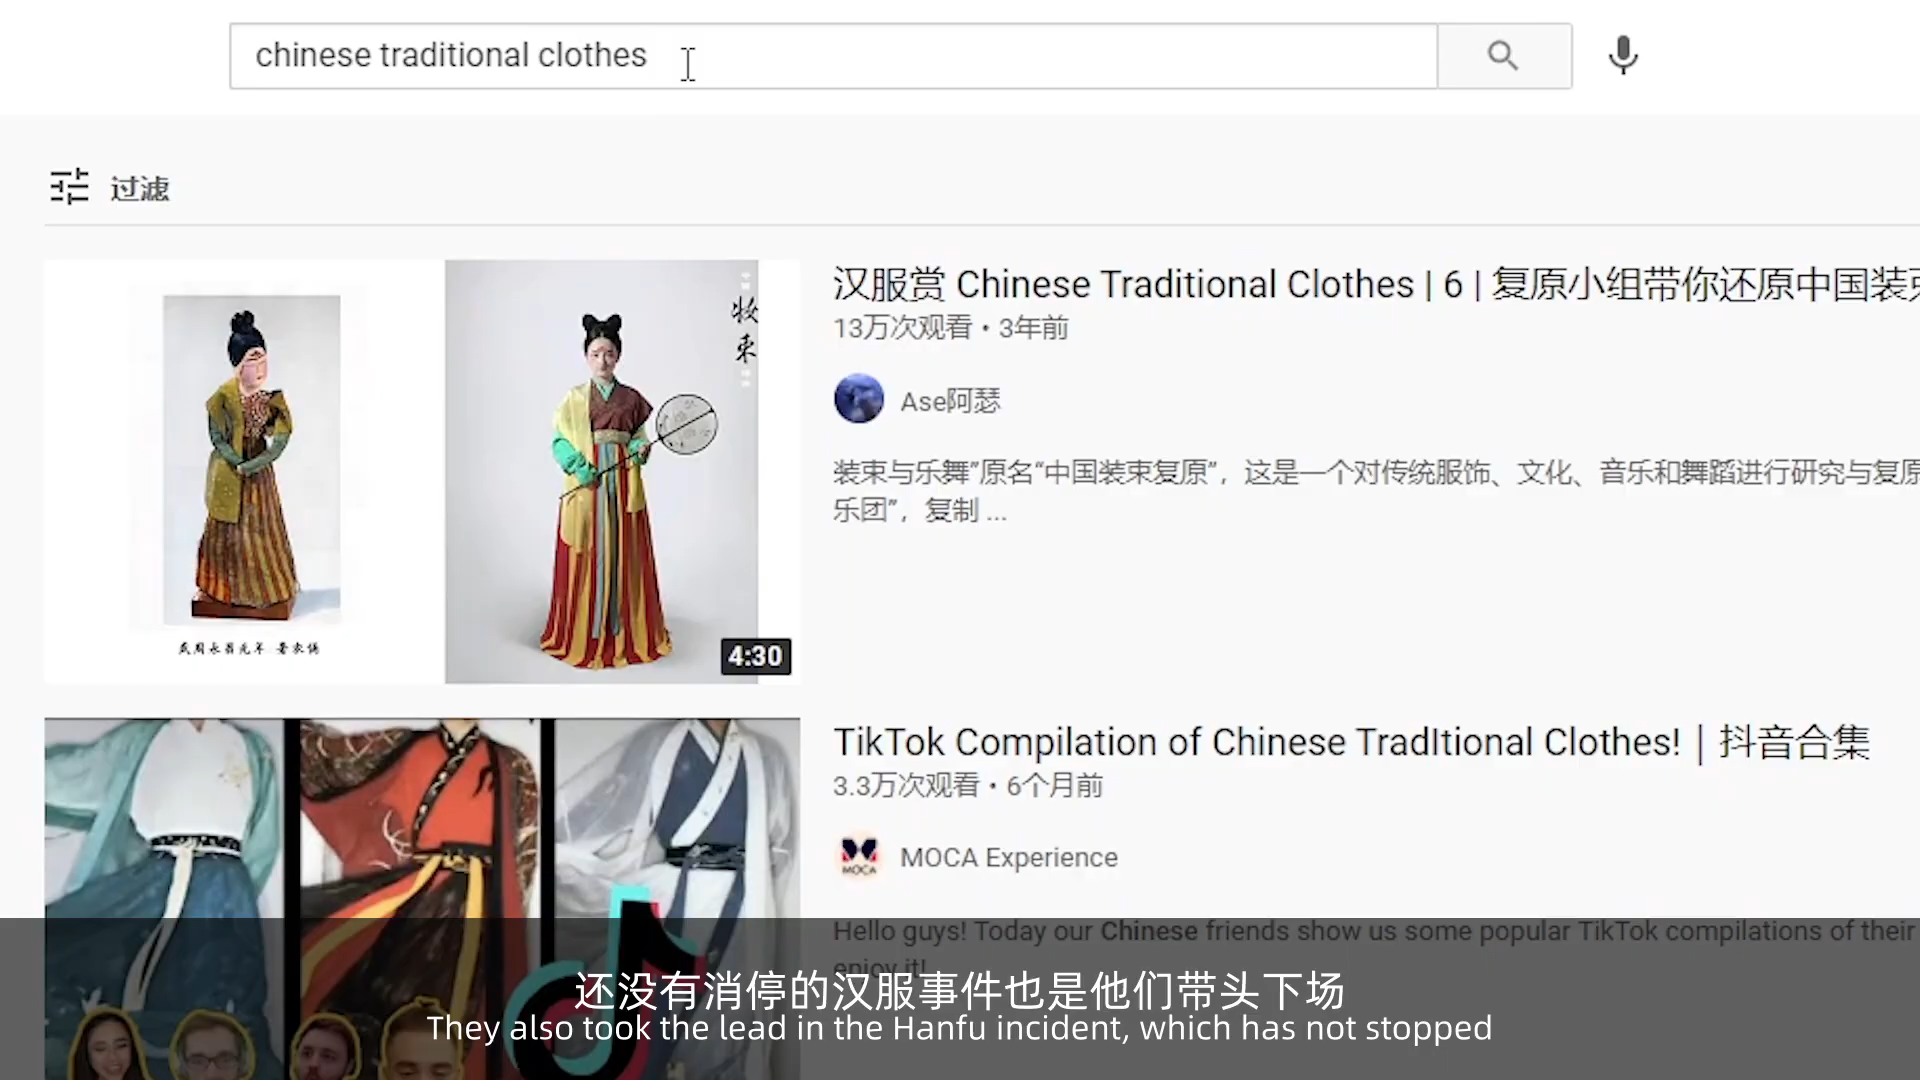 chinese traditional clothes
过滤
汉服赏 Chinese Traditional Clothes | 6 | 复原小组带你还原中国装束
13万次观看 • 3年前
Ase阿瑟
装束与乐舞”原名“中国装束复原”，这是一个对传统服饰、文化、音乐和舞蹈进行研究与复原
乐团”，复制 ...
妆
束
4:30
TikTok Compilation of Chinese TradItional Clothes!｜抖音合集
3.3万次观看 • 6个月前
MOCA
MOCA Experience
Hello guys! Today our Chinese friends show us some popular TikTok compilations of their
enjoy it!
还没有消停的汉服事件也是他们带头下场
They also took the lead in the Hanfu incident, which has not stopped